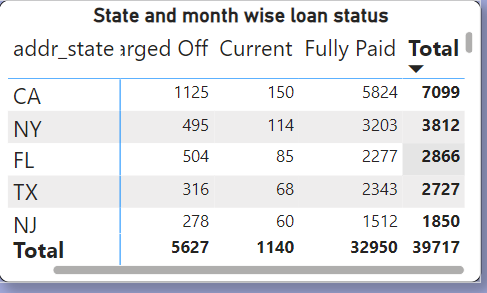 State and month wise loan status
addr_state arged Off Current Fully Paid Total
CA 1125 150 5824 7099
NY 495 114 3203 3812
FL 504 85 2277 2866
TX 316 68 2343 2727
NJ 278 60 1512 1850
Total 5627 1140 32950 39717